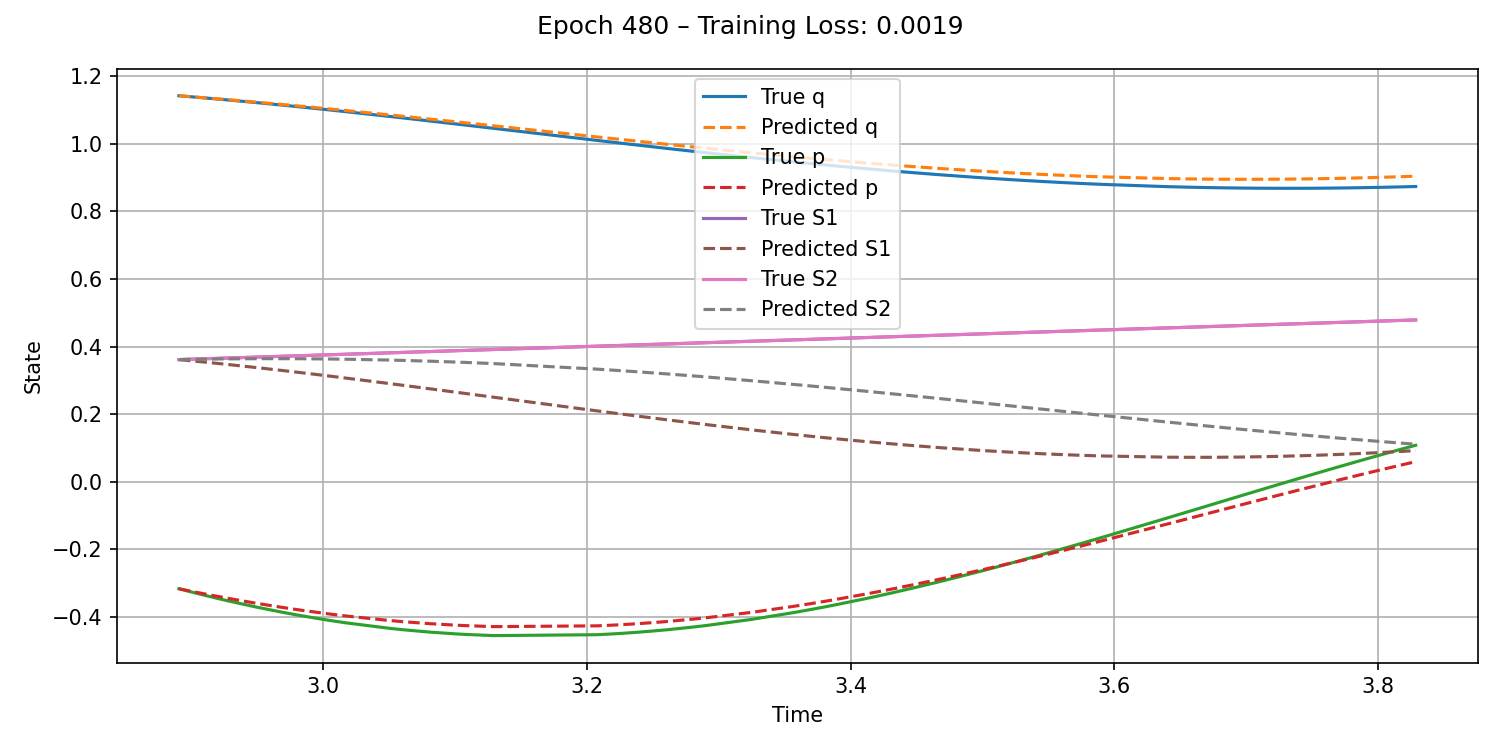 Epoch 480 – Training Loss: 0.0019
1.2
1.0
0.8
0.6
0.4
0.2
0.0
−0.2
−0.4
State
True q
Predicted q
True p
Predicted p
True S1
Predicted S1
True S2
Predicted S2
3.0 3.2 3.4 3.6 3.8
Time